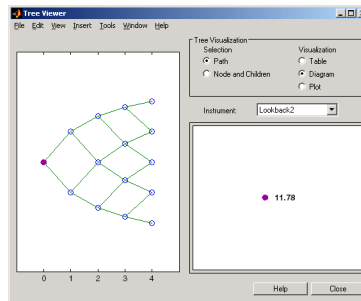 Tree Viewer
File Edit View Insert Tools Window Help
Tree Visualization
Selection
Visualization
Path
Table
Node and Children
Diagram
Plot
Instrument:
Lookback2
11.78
0 1 2 3 4
Help
Close